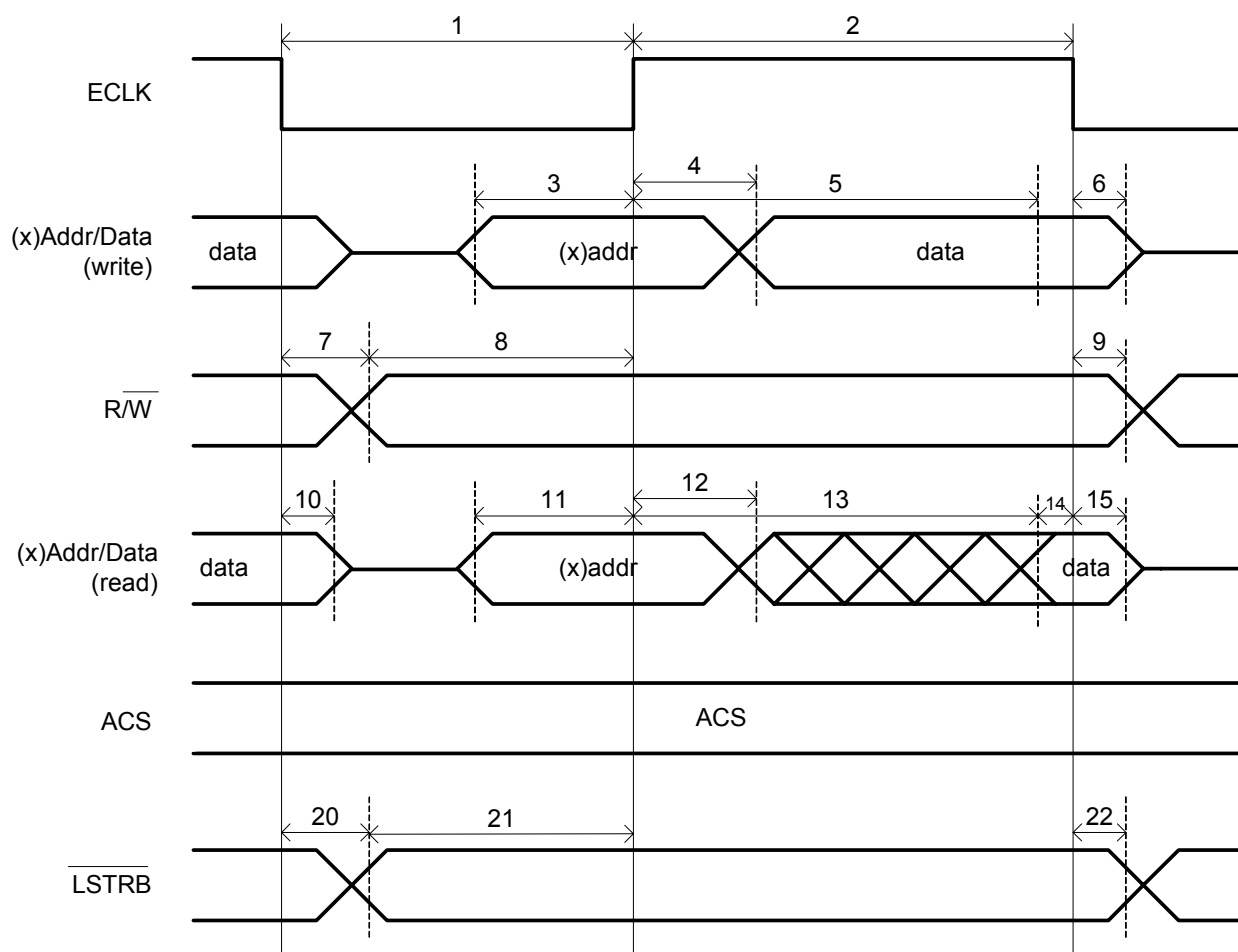 1 2
ECLK
3 4 5 6
(x)Addr/Data
(write)
data (x)addr data
7 8 9
R/W
10 11 12 13 14 15
(x)Addr/Data
(read)
data (x)addr data
ACS ACS
20 21 22
LSTRB